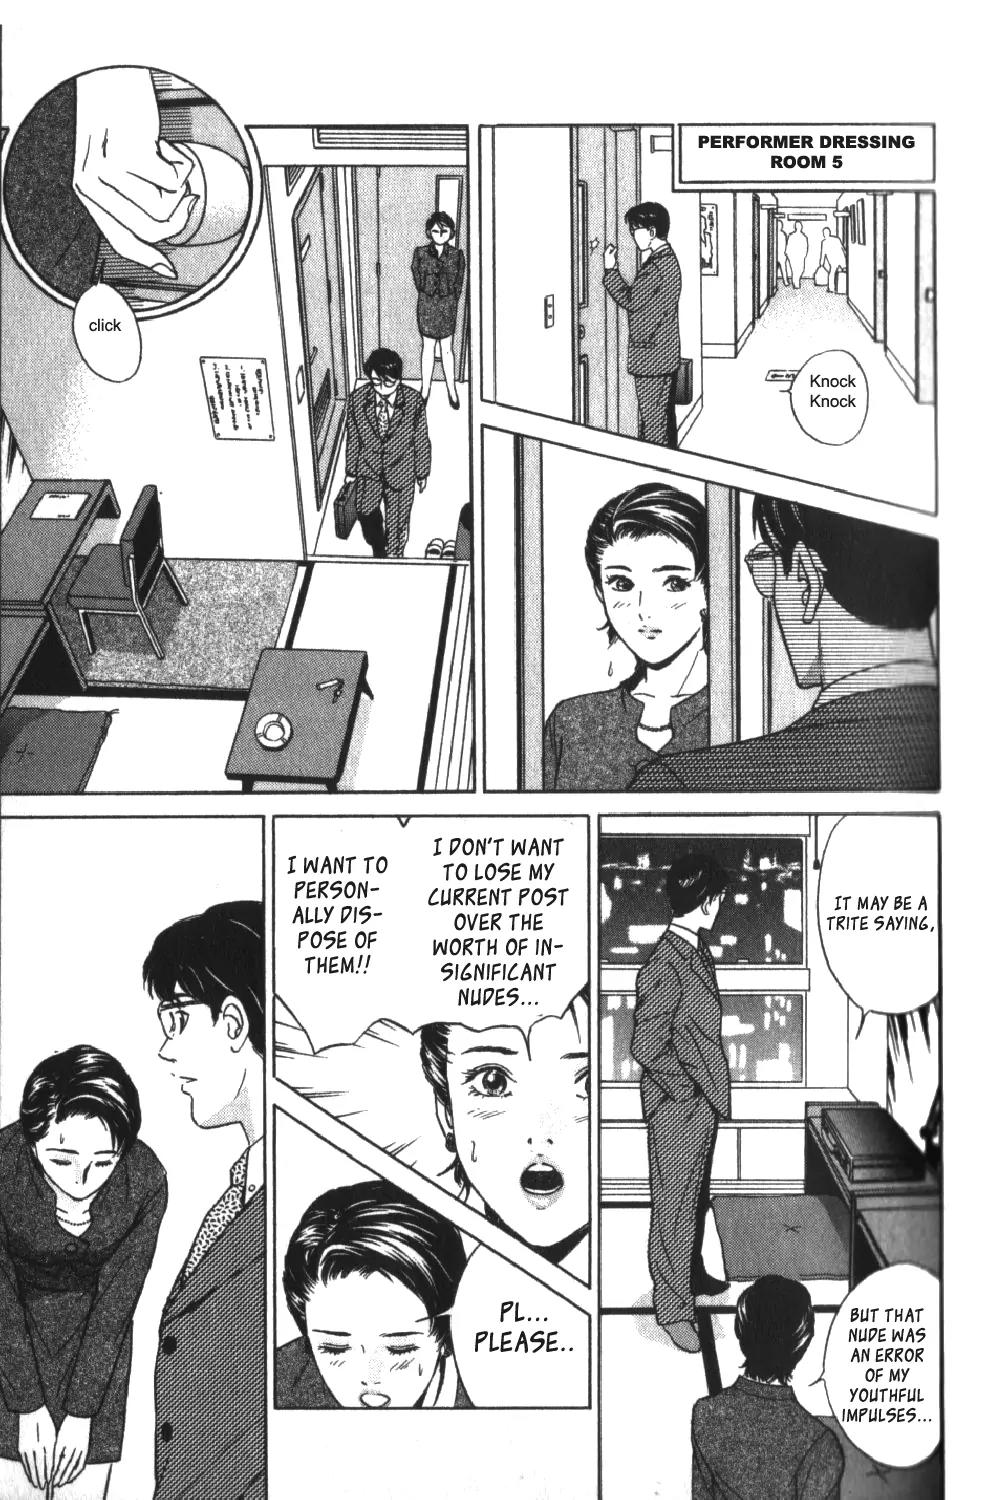 PERFORMER DRESSING
ROOM 5
Knock
Knock
click
IT MAY BE A
TRITE SAYING,
BUT THAT
NUDE WAS
AN ERROR
OF MY
YOUTHFUL
IMPULSES...
I DON'T WANT
TO LOSE MY
CURRENT POST
OVER THE
WORTH OF IN-
SIGNIFICANT
NUDES...
I WANT TO
PERSON-
ALLY DIS-
POSE OF
THEM!!
PL...
PLEASE..